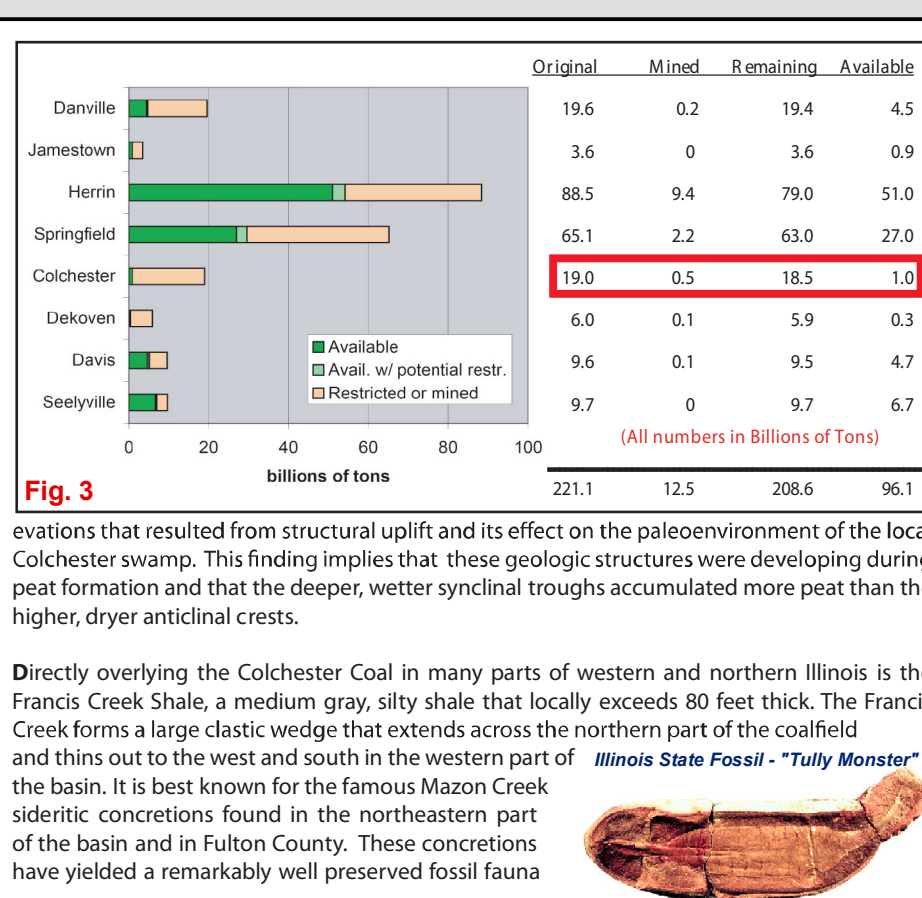 Original Mined Remaining Available
Danville 19.6 0.2 19.4 4.5
Jamestown 3.6 0 3.6 0.9
Herrin 88.5 9.4 79.0 51.0
Springfield 65.1 2.2 63.0 27.0
Colchester 19.0 0.5 18.5 1.0
Dekoven 6.0 0.1 5.9 0.3
Davis 9.6 0.1 9.5 4.7
Seelyville 9.7 0 9.7 6.7
Available
Avail. w/ potential restr.
Restricted or mined
0 20 40 60 80 100
billions of tons
(All numbers in Billions of Tons)
221.1 12.5 208.6 96.1
Fig. 3
evations that resulted from structural uplift and its effect on the paleoenvironment of the loca
Colchester swamp. This finding implies that these geologic structures were developing during
peat formation and that the deeper, wetter synclinal troughs accumulated more peat than th
higher, dryer anticlinal crests.
Directly overlying the Colchester Coal in many parts of western and northern Illinois is th
Francis Creek Shale, a medium gray, silty shale that locally exceeds 80 feet thick. The Franci
Creek forms a large clastic wedge that extends across the northern part of the coalfield
and thins out to the west and south in the western part of
the basin. It is best known for the famous Mazon Creek
sideritic concretions found in the northeastern part
of the basin and in Fulton County. These concretions
have yielded a remarkably well preserved fossil fauna
Illinois State Fossil - "Tully Monster"